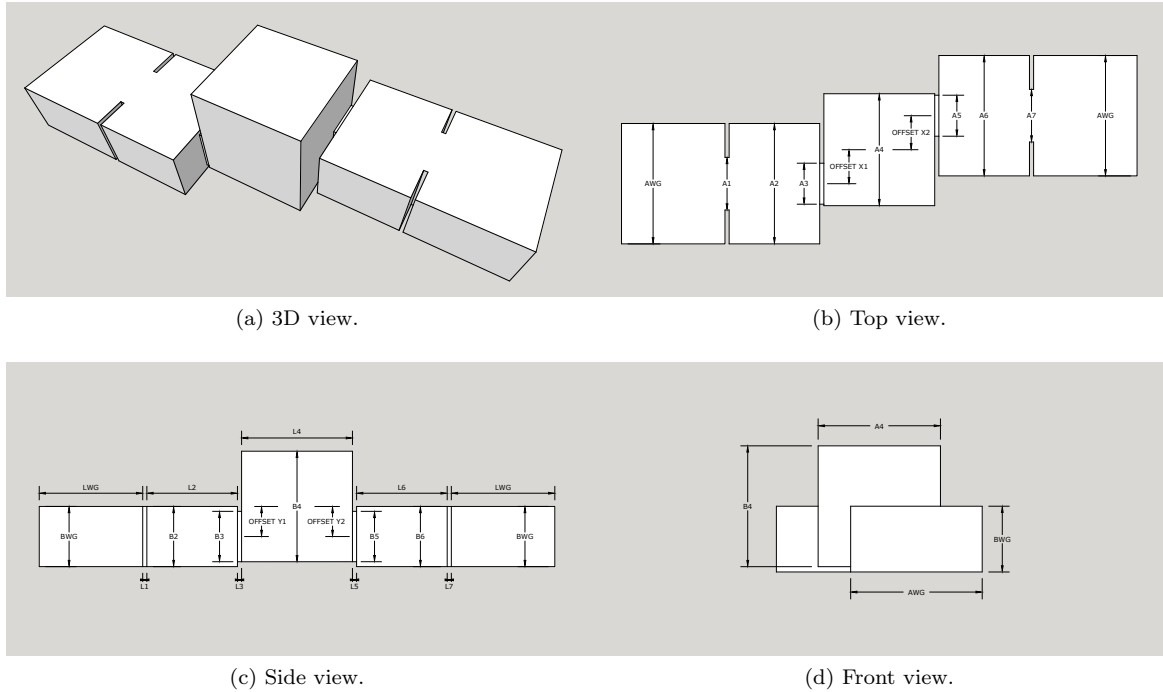 (a) 3D view.
AWG
A1
A2
A3
OFFSET X1
A4
OFFSET X2
A5
A6
A7
AWG
(b) Top view.
L4
LWG
L2
L6
LWG
BWG
B2
B3
OFFSET Y1
B4
OFFSET Y2
B5
B6
BWG
L1
L3
L5
L7
(c) Side view.
A4
B4
BWG
AWG
(d) Front view.